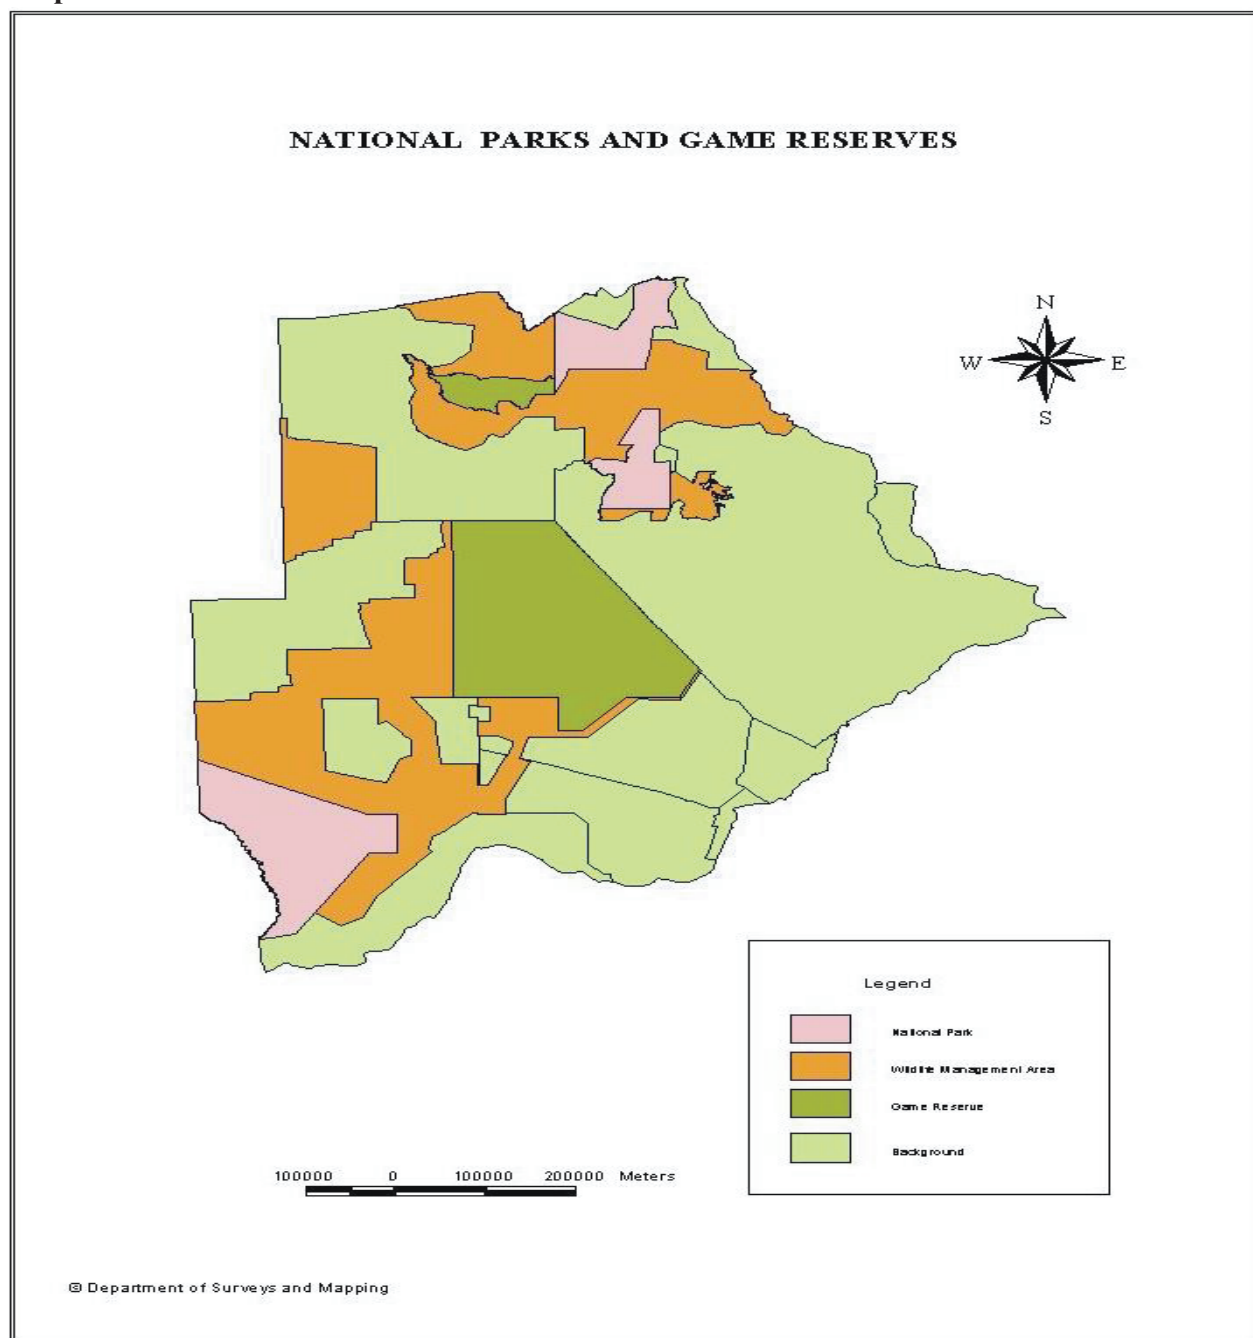 NATIONAL PARKS AND GAME RESERVES
N
W E
S
Legend
National Park
Wildlife Management Area
Game Reserve
Background
100000 0 100000 200000 Meters
© Department of Surveys and Mapping